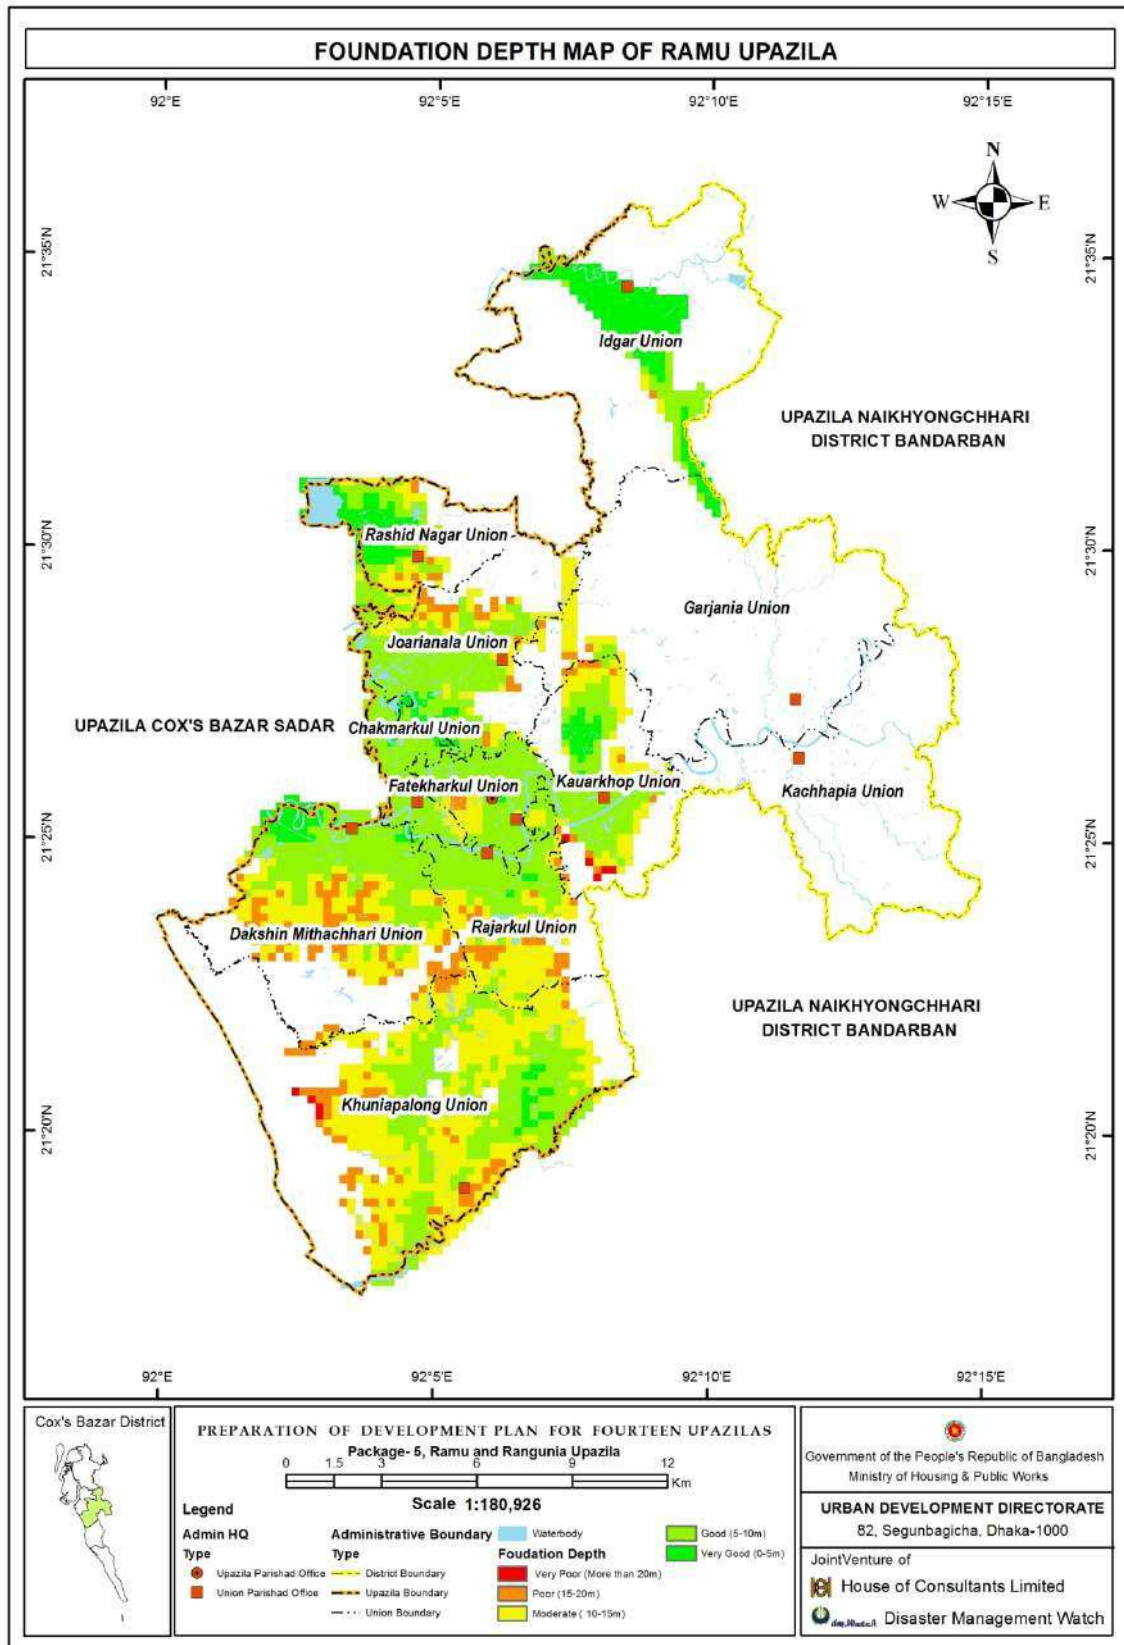 FOUNDATION DEPTH MAP OF RAMU UPAZILA
92°E
92°5'E
92°10'E
92°15'E
N
W
E
S
21°35'N
21°35'N
Idgar Union
UPAZILA NAIKHYONGCHHARI
DISTRICT BANDARBAN
Rashid Nagar Union
21°30'N
21°30'N
Garjania Union
Joarianala Union
UPAZILA COX'S BAZAR SADAR
Chakmarkul Union
Fatekharkul Union
Kauarkhop Union
Kachhapia Union
21°25'N
21°25'N
Dakshin Mithachhari Union
Rajarkul Union
UPAZILA NAIKHYONGCHHARI
DISTRICT BANDARBAN
Khuniapalong Union
21°20'N
21°20'N
92°E
92°5'E
92°10'E
92°15'E
Cox's Bazar District
PREPARATION OF DEVELOPMENT PLAN FOR FOURTEEN UPAZILAS
Package- 5, Ramu and Rangunia Upazila
0 1.5 3 6 9 12
Km
Scale 1:180,926
Legend
Admin HQ
Type
Upazila Parishad Office
Union Parishad Office
Administrative Boundary
Type
District Boundary
Upazila Boundary
Union Boundary
Waterbody
Foudation Depth
Very Poor (More than 20m)
Poor (15-20m)
Moderate ( 10-15m)
Good (5-10m)
Very Good (0-5m)
Government of the People's Republic of Bangladesh
Ministry of Housing & Public Works
URBAN DEVELOPMENT DIRECTORATE
82, Segunbagicha, Dhaka-1000
JointVenture of
House of Consultants Limited
Disaster Management Watch